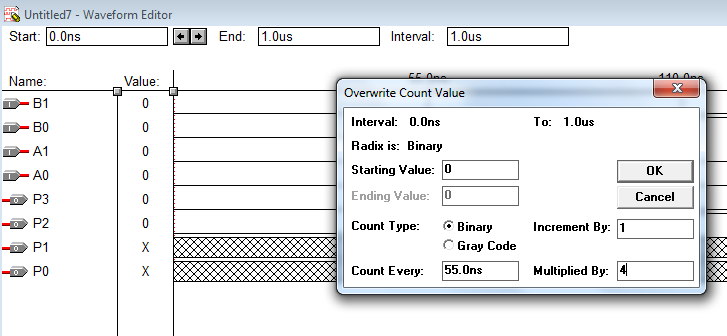 Untitled7 - Waveform Editor
Start: 0.0ns End: 1.0us Interval: 1.0us
55.0ns 110.0ns
Name: Value:
B1 0
B0 0
A1 0
A0 0
P3 0
P2 0
P1 X
P0 X
Overwrite Count Value
Interval: 0.0ns To: 1.0us
Radix is: Binary
Starting Value: 0 OK
Ending Value: 0 Cancel
Count Type: Binary Increment By: 1
Gray Code
Count Every: 55.0ns Multiplied By: 4